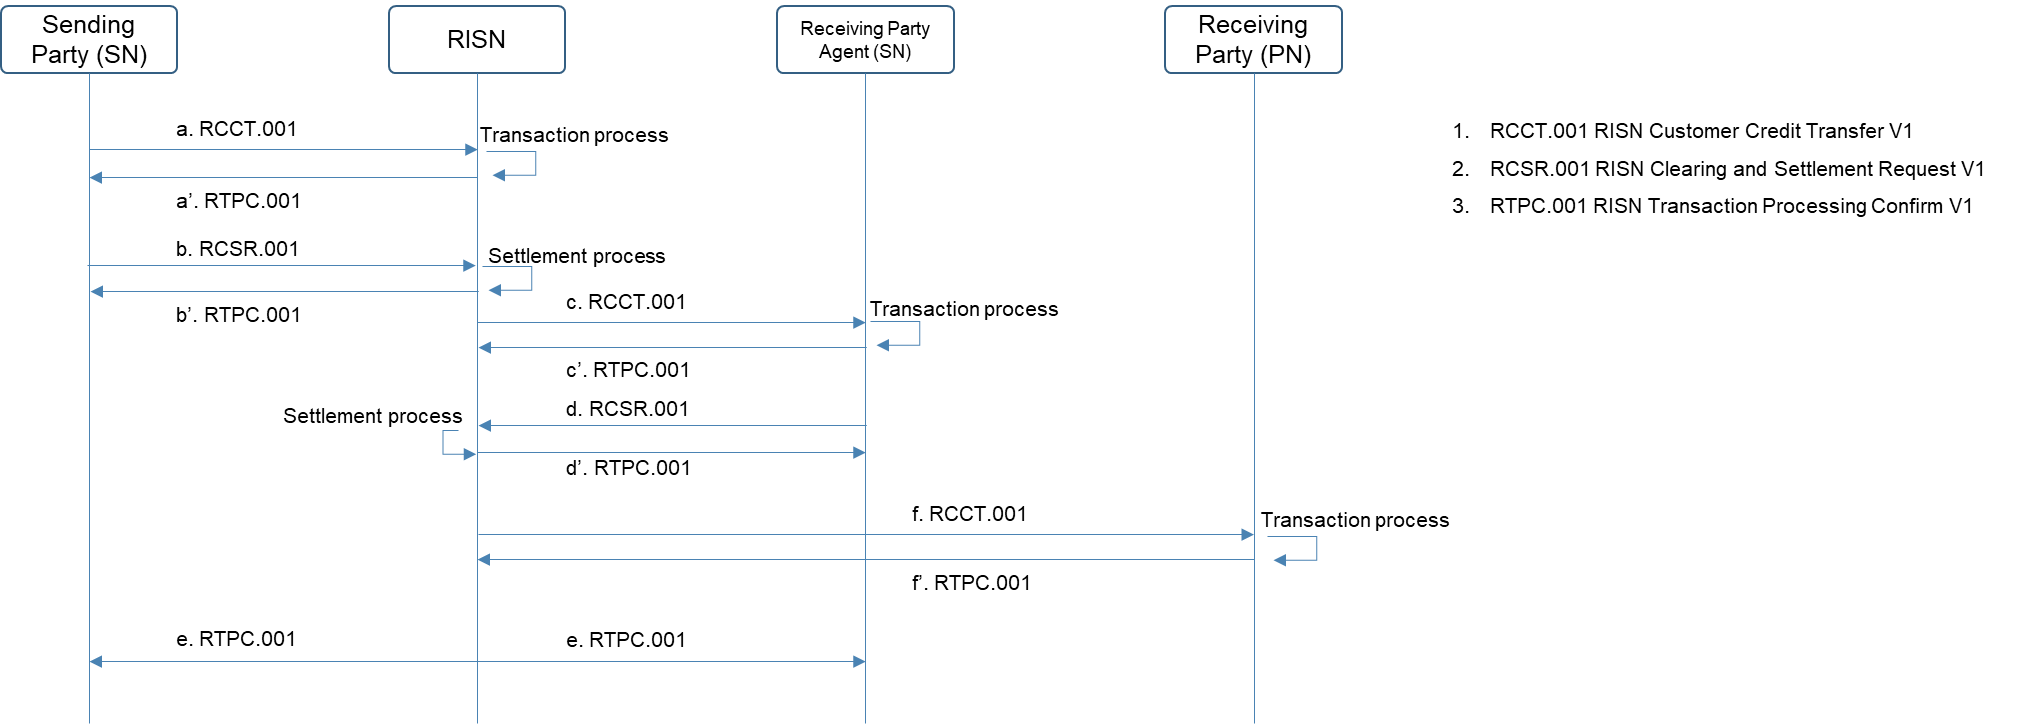 Sending
Party (SN)
RISN
Receiving Party
Agent (SN)
Receiving
Party (PN)
a. RCCT.001
Transaction process
a’. RTPC.001
b. RCSR.001
Settlement process
b’. RTPC.001
c. RCCT.001
Transaction process
c’. RTPC.001
Settlement process
d. RCSR.001
d’. RTPC.001
f. RCCT.001
Transaction process
f’. RTPC.001
e. RTPC.001
e. RTPC.001
1. RCCT.001 RISN Customer Credit Transfer V1
2. RCSR.001 RISN Clearing and Settlement Request V1
3. RTPC.001 RISN Transaction Processing Confirm V1